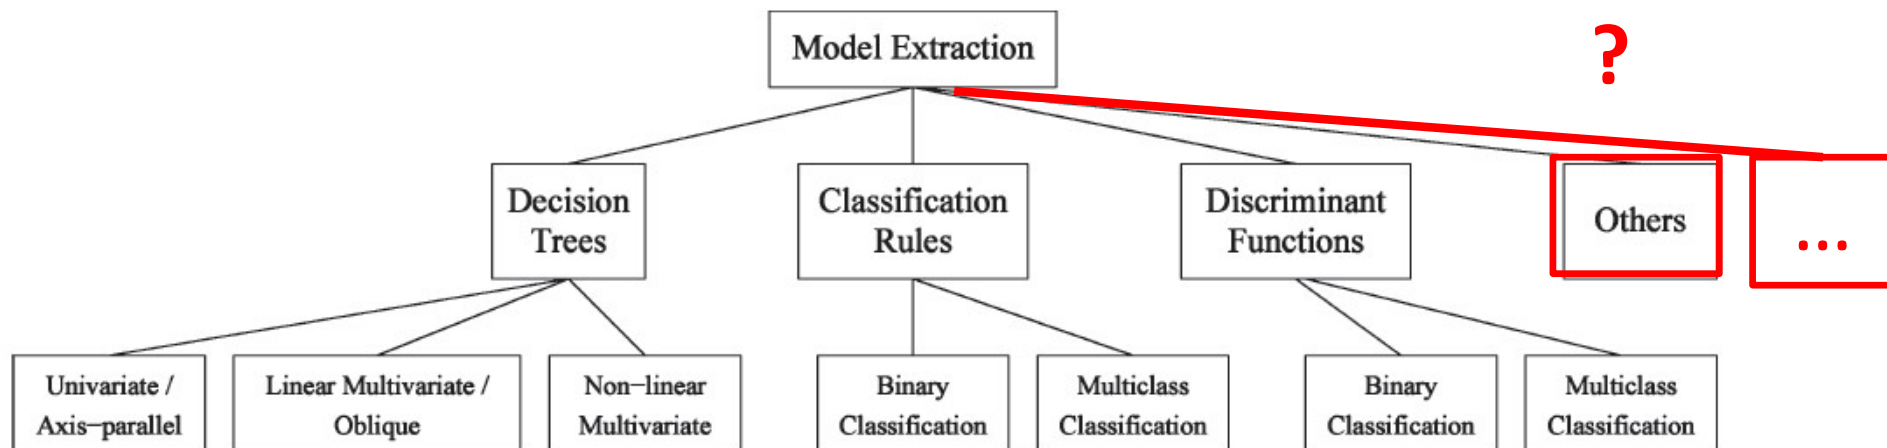 Model Extraction
?
Decision
Trees
Classification
Rules
Discriminant
Functions
Others
...
Univariate /
Axis-parallel
Linear Multivariate /
Oblique
Non-linear
Multivariate
Binary
Classification
Multiclass
Classification
Binary
Classification
Multiclass
Classification